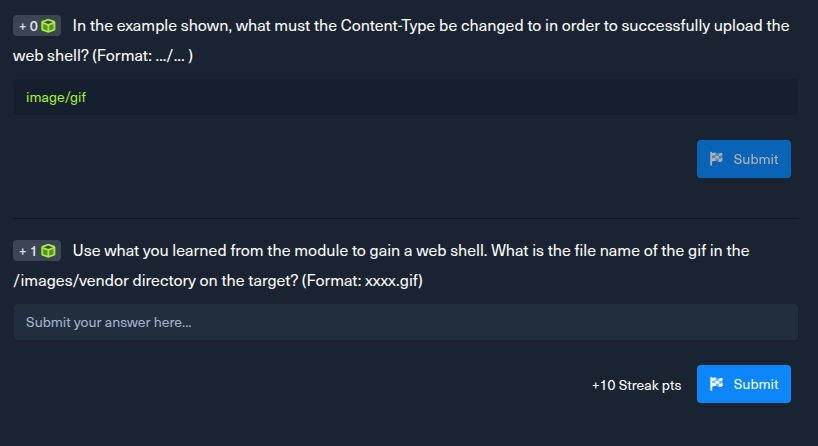 + 0 In the example shown, what must the Content-Type be changed to in order to successfully upload the
web shell? (Format: .../... )
image/gif
Submit
+ 1 Use what you learned from the module to gain a web shell. What is the file name of the gif in the
/images/vendor directory on the target? (Format: xxxx.gif)
Submit your answer here...
+10 Streak pts Submit